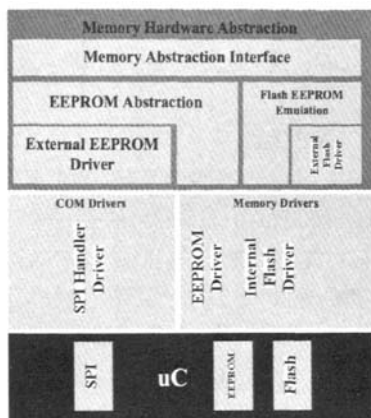 Memory Hardware Abstraction
Memory Abstraction Interface
EEPROM Abstraction
Flash EEPROM
Emulation
External EEPROM
Driver
External
Flash
Driver
COM Drivers
Memory Drivers
SPI Handler
Driver
EEPROM
Driver
Internal
Flash
Driver
SPI
uC
EEPROM
Flash